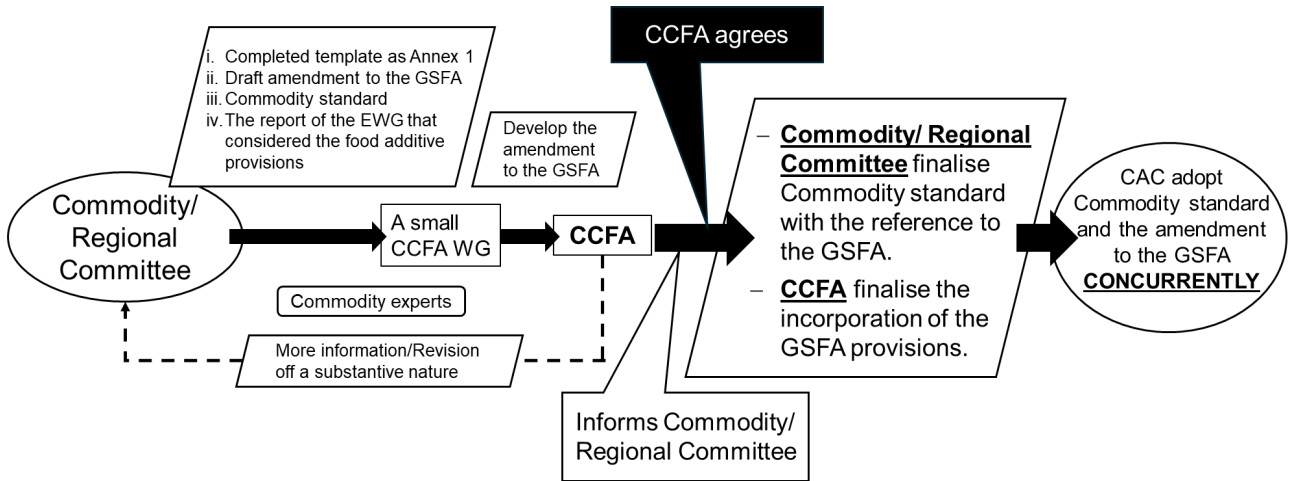 CCFA agrees
i. Completed template as Annex 1
ii. Draft amendment to the GSFA
iii. Commodity standard
iv. The report of the EWG that
considered the food additive
provisions
Develop the
amendment
to the GSFA
Commodity/
Regional
Committee
A small
CCFA WG
CCFA
Commodity experts
More information/Revision
off a substantive nature
Informs Commodity/
Regional Committee
– Commodity/ Regional
Committee finalise
Commodity standard
with the reference to
the GSFA.
– CCFA finalise the
incorporation of the
GSFA provisions.
CAC adopt
Commodity standard
and the amendment
to the GSFA
CONCURRENTLY